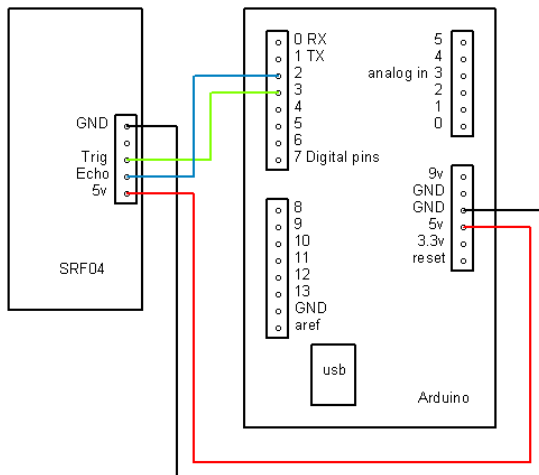 GND
Trig
Echo
5v
SRF04
0 RX
1 TX
2
3
4
5
6
7 Digital pins
8
9
10
11
12
13
GND
aref
usb
5
4
analog in 3
2
1
0
9v
GND
GND
5v
3.3v
reset
Arduino